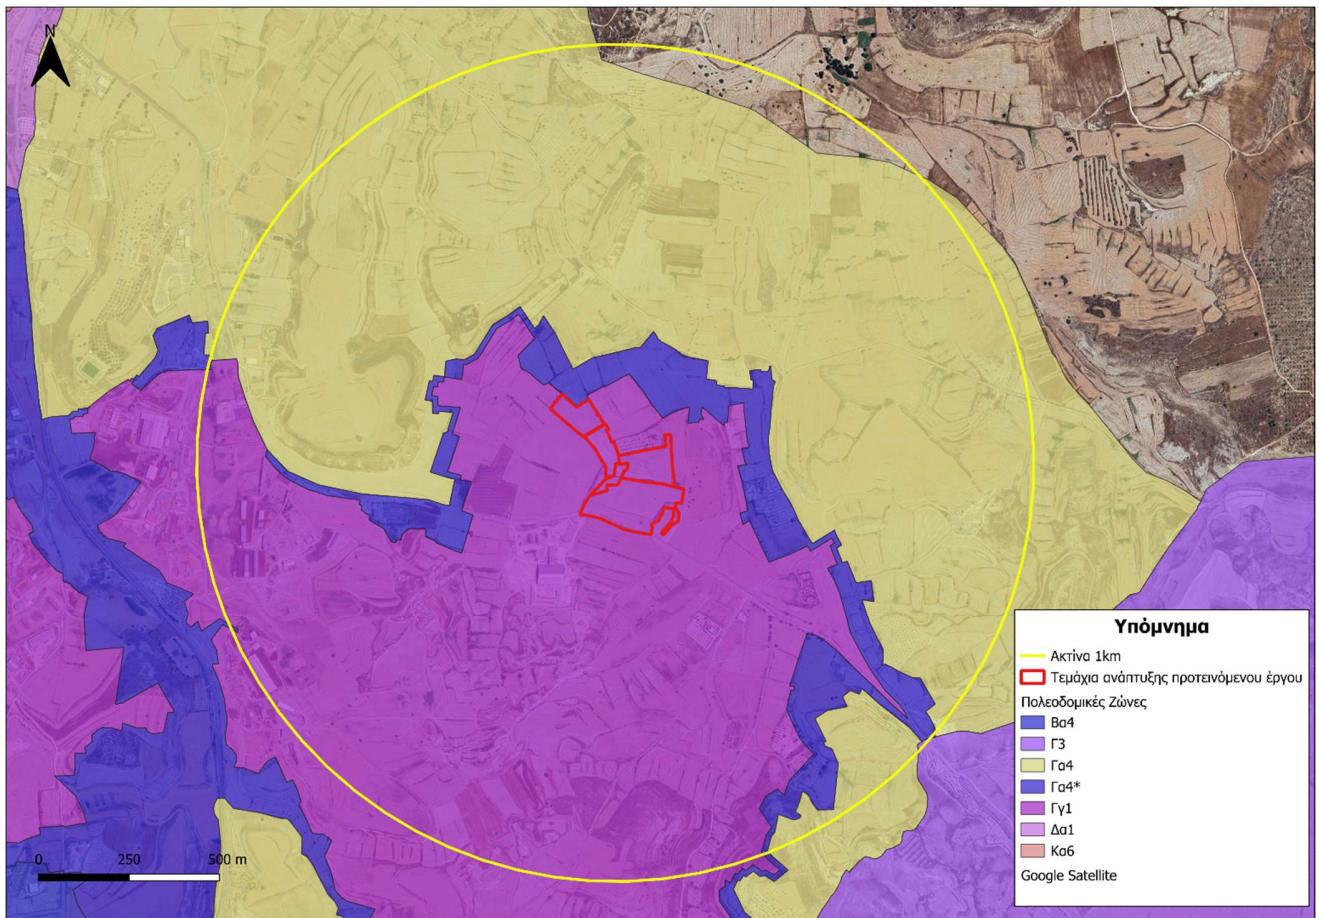 N
Υπόμνημα
Ακτίνα 1km
Τεμάχια ανάπτυξης προτεινόμενου έργου
Πολεοδομικές Ζώνες
Βα4
Γ3
Γα4
Γα4*
Γγ1
Δα1
Κα6
Google Satellite
0 250 500 m